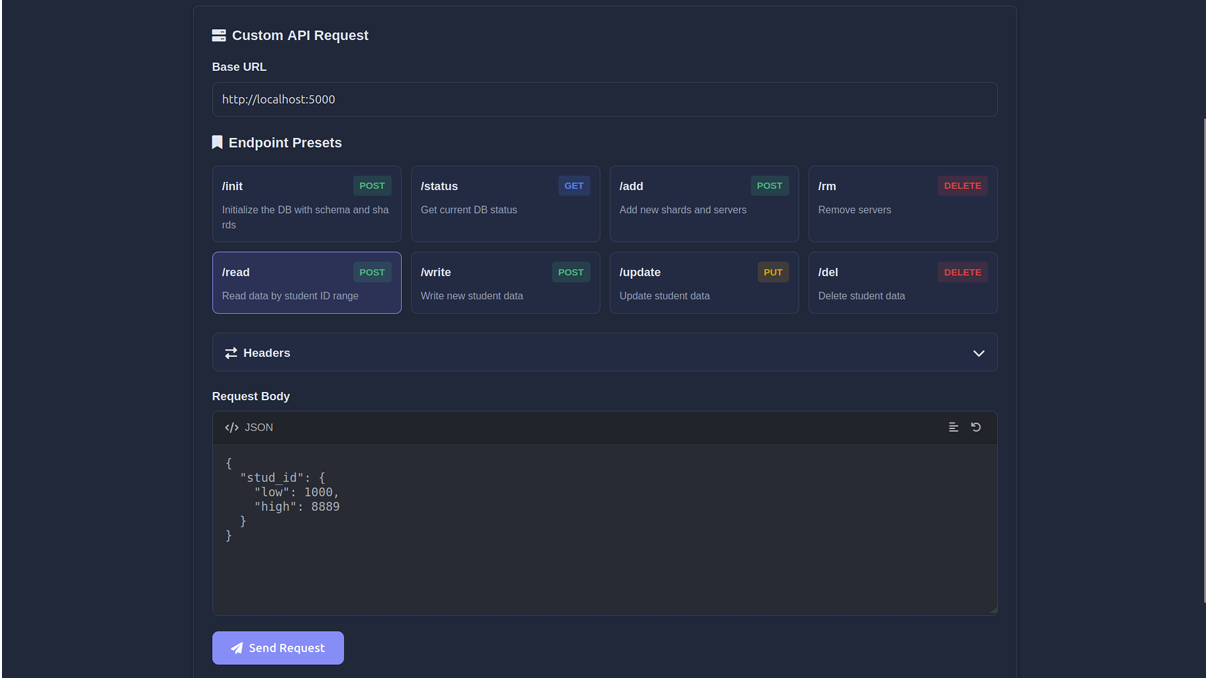 Custom API Request
Base URL
http://localhost:5000
Endpoint Presets
/init POST
Initialize the DB with schema and sha
rds
/status GET
Get current DB status
/add POST
Add new shards and servers
/rm DELETE
Remove servers
/read POST
Read data by student ID range
/write POST
Write new student data
/update PUT
Update student data
/del DELETE
Delete student data
Headers
Request Body
</> JSON
{
  "stud_id": {
    "low": 1000,
    "high": 8889
  }
}
Send Request